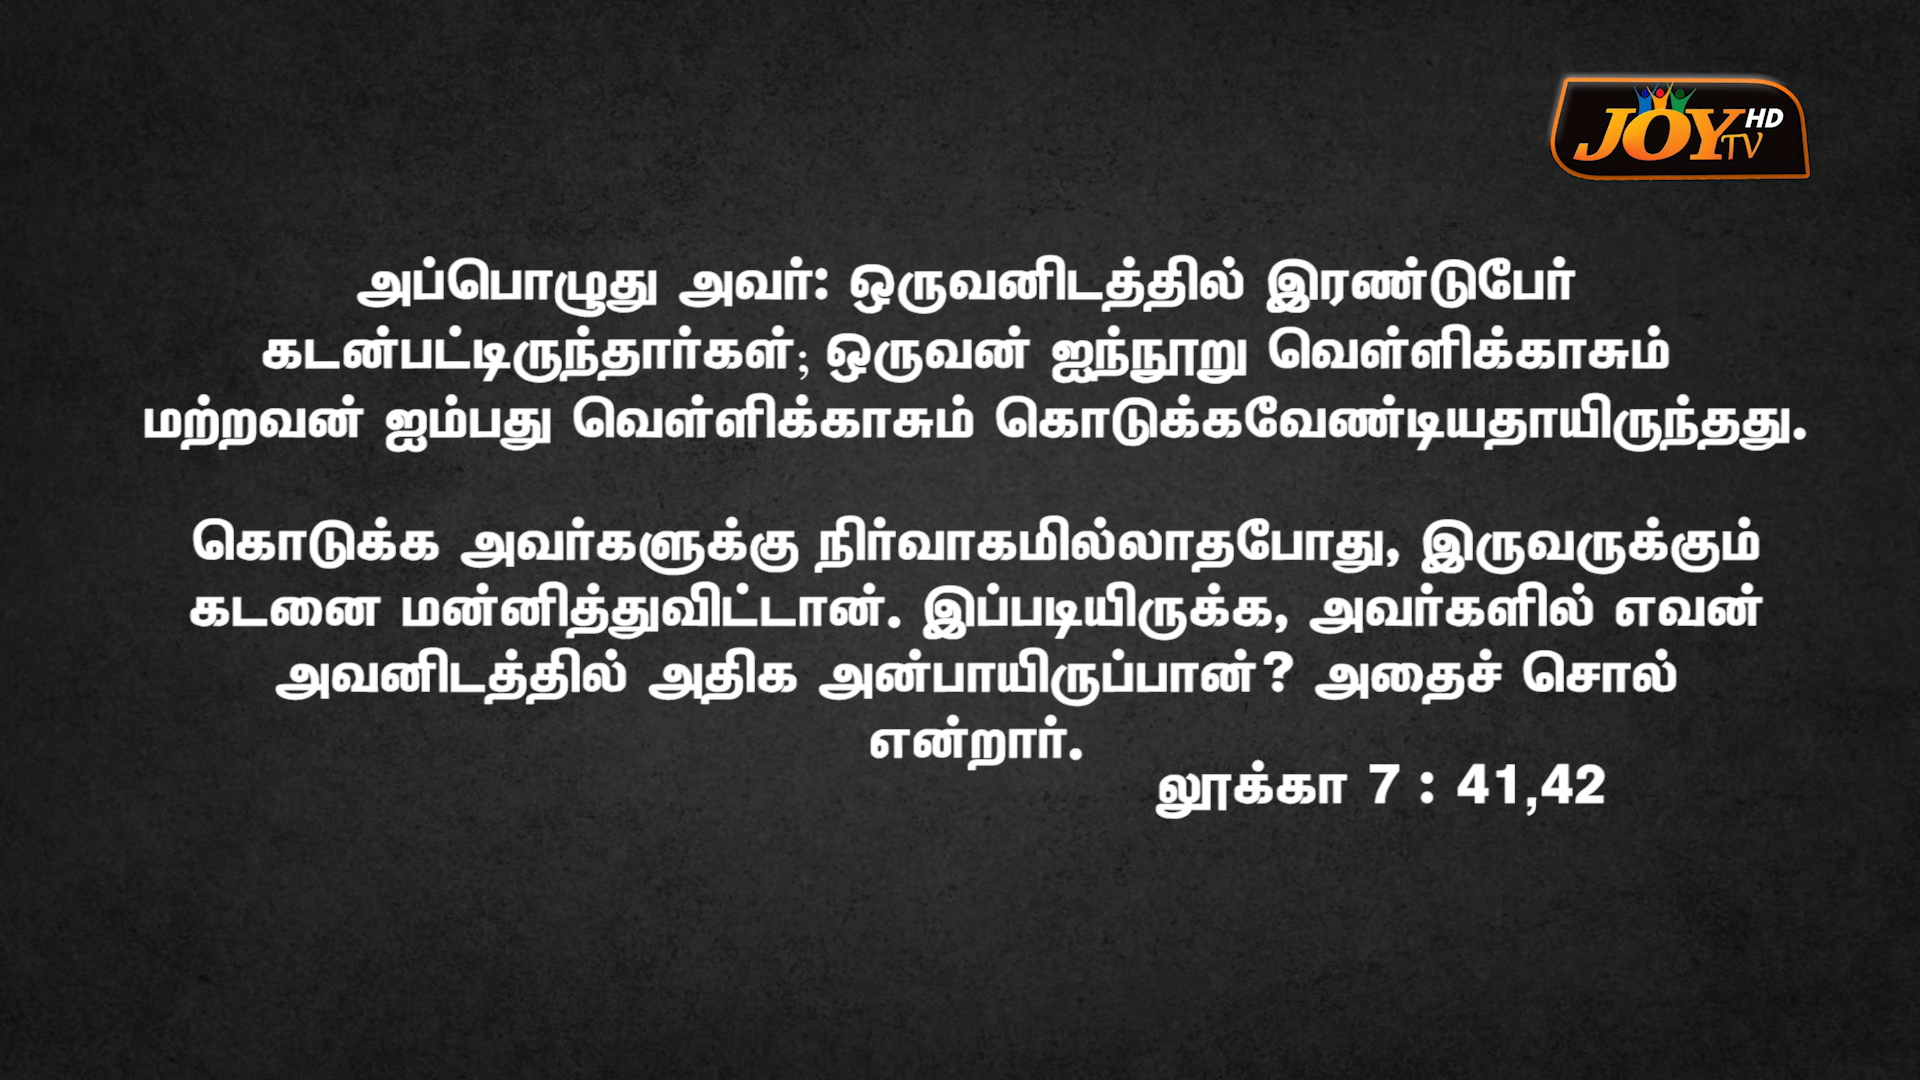 JOY HD TV
அப்பொழுது அவர்: ஒருவனிடத்தில் இரண்டுபேர்
கடன்பட்டிருந்தார்கள்; ஒருவன் ஐந்நூறு வெள்ளிக்காசும்
மற்றவன் ஐம்பது வெள்ளிக்காசும் கொடுக்கவேண்டியதாயிருந்தது.
கொடுக்க அவர்களுக்கு நிர்வாகமில்லாதபோது, இருவருக்கும்
கடனை மன்னித்துவிட்டான். இப்படியிருக்க, அவர்களில் எவன்
அவனிடத்தில் அதிக அன்பாயிருப்பான்? அதைச் சொல்
என்றார்.
லூக்கா 7 : 41,42